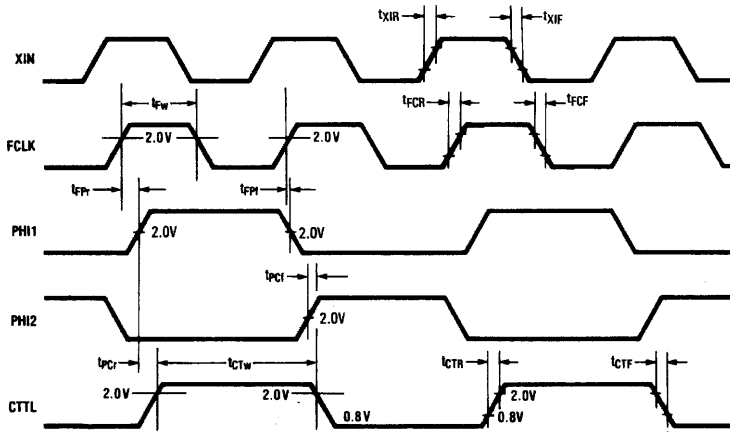 tXIR
tXIF
XIN
tFw
tFCR
tFCF
FCLK
2.0V
2.0V
tFPr
tFPf
PHI1
2.0V
2.0V
tPCf
PHI2
2.0V
tPCr
tCTw
tCTR
tCTF
CTTL
2.0V
2.0V
0.8V
2.0V
0.8V